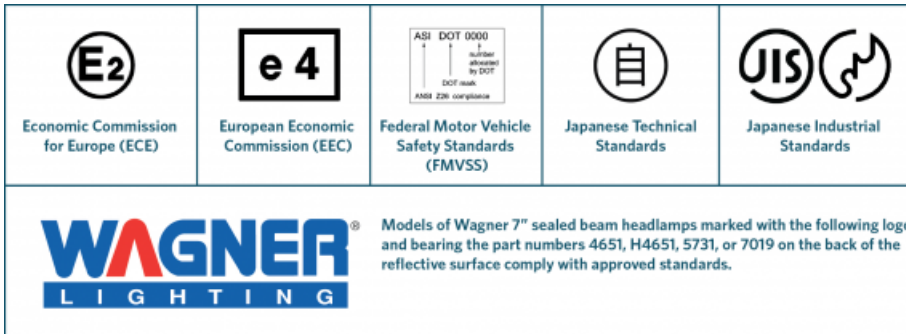 E2
e 4
ASI DOT 0000
number
allocated
by DOT
DOT mark
ANSI Z26 compliance
自
JIS
Economic Commission
for Europe (ECE)
European Economic
Commission (EEC)
Federal Motor Vehicle
Safety Standards
(FMVSS)
Japanese Technical
Standards
Japanese Industrial
Standards
WAGNER®
LIGHTING
Models of Wagner 7" sealed beam headlamps marked with the following logo
and bearing the part numbers 4651, H4651, 5731, or 7019 on the back of the
reflective surface comply with approved standards.